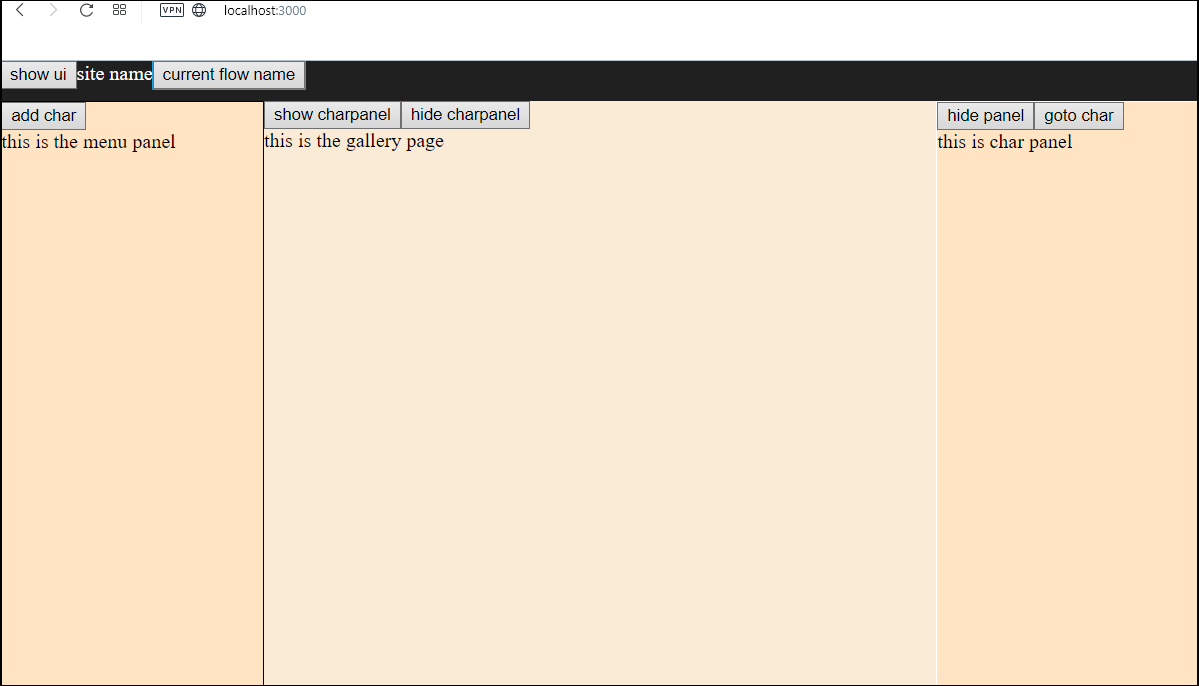 VPN localhost:3000
show ui site name current flow name
add char
this is the menu panel
show charpanel hide charpanel
this is the gallery page
hide panel goto char
this is char panel